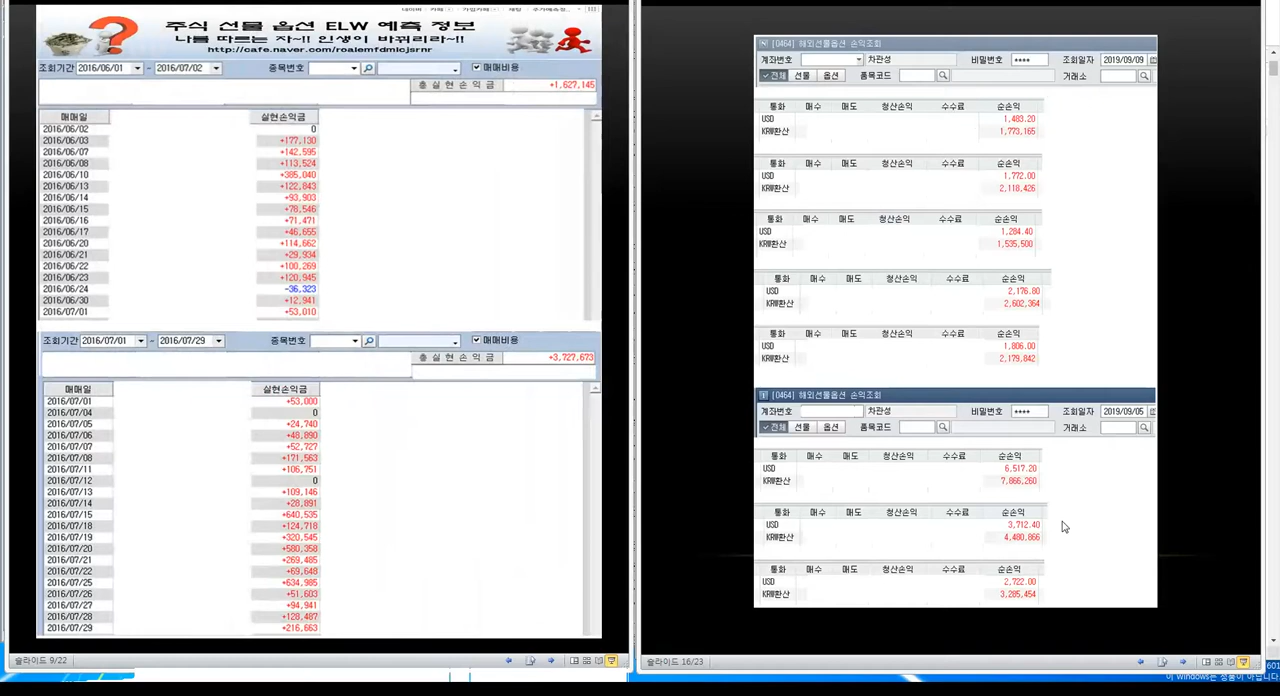 주식 선물 옵션 ELW 예측 정보
나를 따르는 자~!! 인생이 바뀌리라~!!
http://cafe.naver.com/roalemfdmlcjsrnr
조회기간 2016/06/01 - 2016/07/02 종목번호 매매비용
총 실 현 손 익 금 +1,627,145
매매일 실현손익금
2016/06/02 0
2016/06/03 +177,130
2016/06/07 +142,595
2016/06/08 +113,524
2016/06/10 +385,040
2016/06/13 +122,843
2016/06/14 +93,903
2016/06/15 +78,546
2016/06/16 +71,471
2016/06/17 +46,655
2016/06/20 +114,662
2016/06/21 +29,934
2016/06/22 +100,269
2016/06/23 +120,945
2016/06/24 -36,323
2016/06/30 +12,941
2016/07/01 +53,010
조회기간 2016/07/01 - 2016/07/29 종목번호 매매비용
총 실 현 손 익 금 +3,727,673
매매일 실현손익금
2016/07/01 +53,000
2016/07/04 0
2016/07/05 +24,740
2016/07/06 +48,890
2016/07/07 +52,727
2016/07/08 +171,563
2016/07/11 +106,751
2016/07/12 0
2016/07/13 +109,146
2016/07/14 +28,891
2016/07/15 +640,535
2016/07/18 +124,718
2016/07/19 +320,545
2016/07/20 +580,358
2016/07/21 +269,485
2016/07/22 +69,648
2016/07/25 +634,985
2016/07/26 +51,603
2016/07/27 +94,941
2016/07/28 +128,487
2016/07/29 +216,663
슬라이드 9/22
[0464] 해외선물옵션 손익조회
계좌번호 차관성 비밀번호 **** 조회일자 2019/09/09
전체 선물 옵션 품목코드 거래소
통화 매수 매도 청산손익 수수료 순손익
USD 1,483.20
KRW환산 1,773,165
통화 매수 매도 청산손익 수수료 순손익
USD 1,772.00
KRW환산 2,118,426
통화 매수 매도 청산손익 수수료 순손익
USD 1,284.40
KRW환산 1,535,500
통화 매수 매도 청산손익 수수료 순손익
USD 2,176.80
KRW환산 2,602,364
통화 매수 매도 청산손익 수수료 순손익
USD 1,806.00
KRW환산 2,179,842
[0464] 해외선물옵션 손익조회
계좌번호 차관성 비밀번호 **** 조회일자 2019/09/05
전체 선물 옵션 품목코드 거래소
통화 매수 매도 청산손익 수수료 순손익
USD 6,517.20
KRW환산 7,866,260
통화 매수 매도 청산손익 수수료 순손익
USD 3,712.40
KRW환산 4,480,866
통화 매수 매도 청산손익 수수료 순손익
USD 2,722.00
KRW환산 3,285,454
슬라이드 16/23
601
이 Windows는 정품이 아닙니다